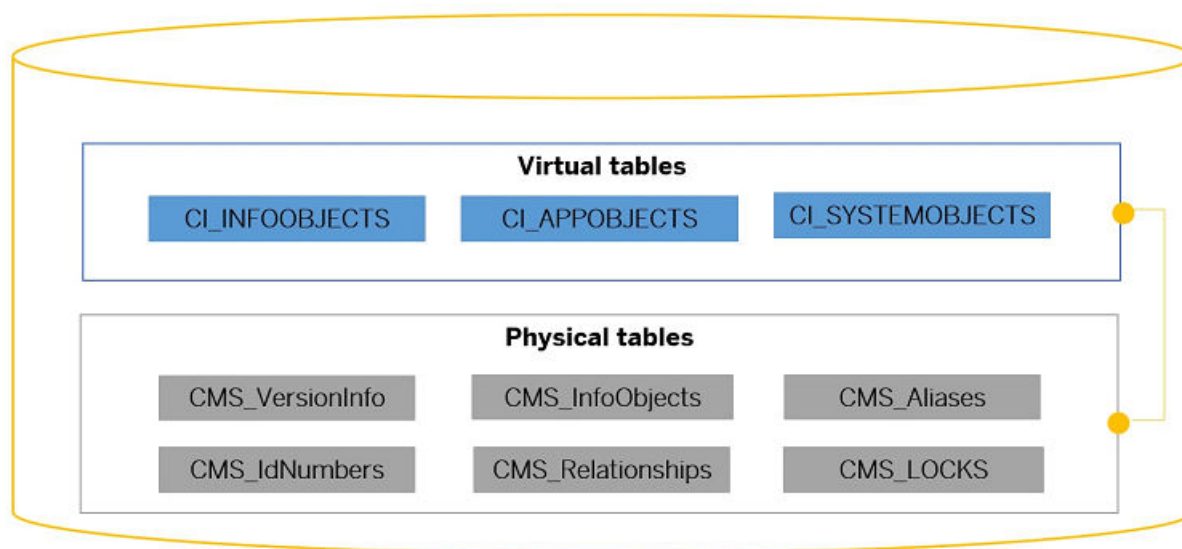 Virtual tables
CI_INFOOBJECTS CI_APPOBJECTS CI_SYSTEMOBJECTS
Physical tables
CMS_VersionInfo CMS_InfoObjects CMS_Aliases
CMS_IdNumbers CMS_Relationships CMS_LOCKS